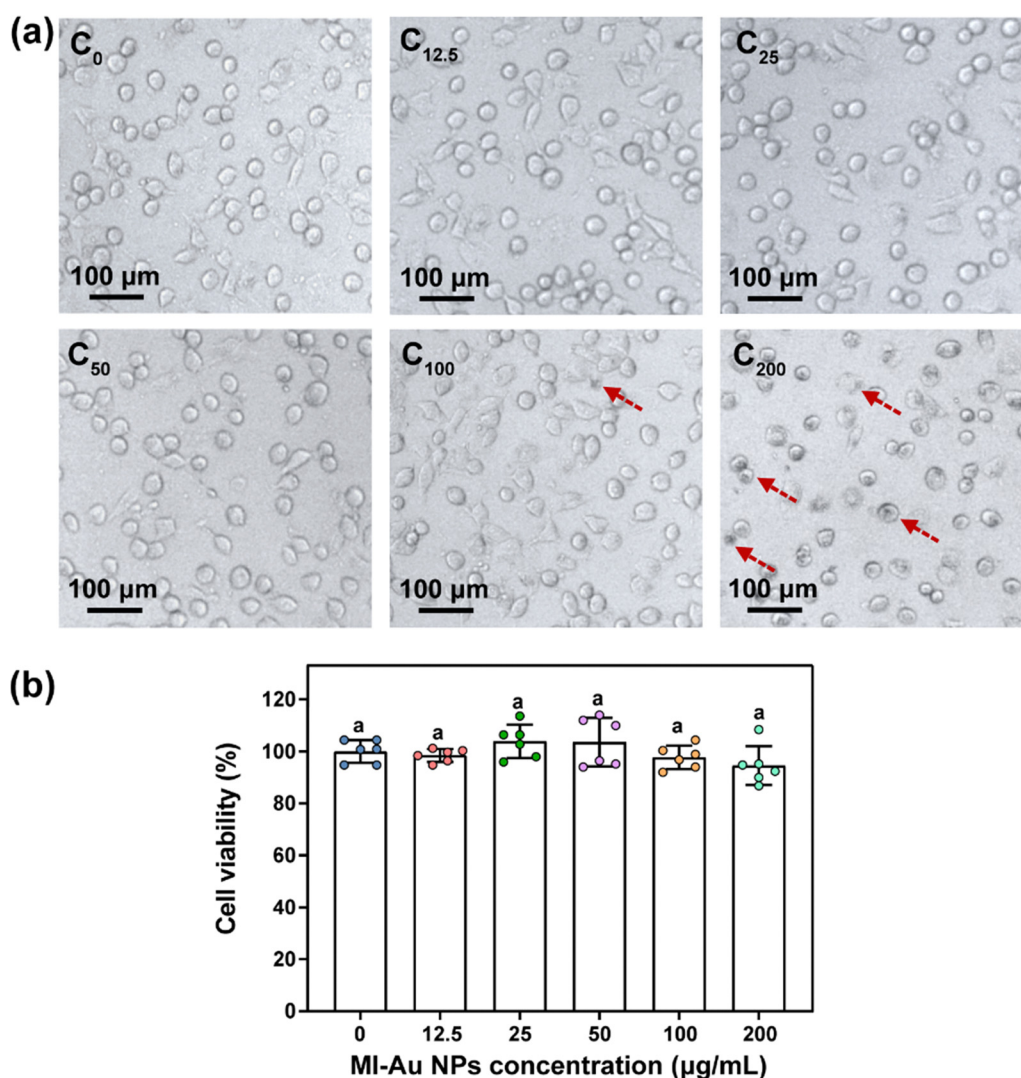 (a)
C0
C12.5
C25
100 µm
100 µm
100 µm
C50
C100
C200
100 µm
100 µm
100 µm
(b)
Cell viability (%)
120
100
80
60
40
20
0
a
a
a
a
a
a
0
12.5
25
50
100
200
MI-Au NPs concentration (µg/mL)